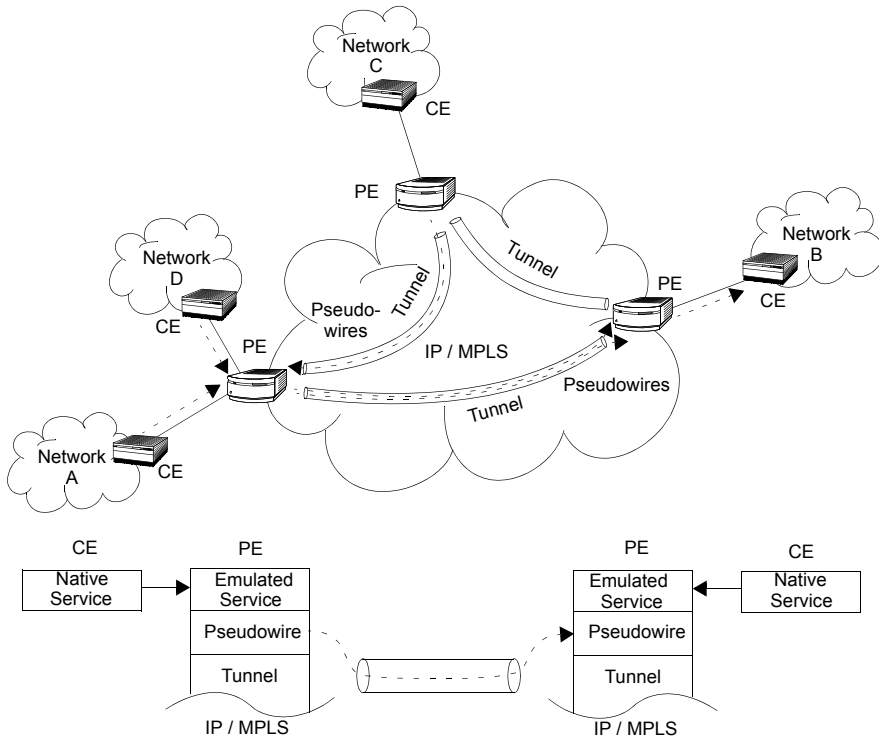 Network
C
CE
PE
Network
D
CE
PE
Pseudo-
wires
Tunnel
Tunnel
IP / MPLS
PE
Network
B
CE
Pseudowires
Tunnel
Network
A
CE
CE
PE
Native
Service
Emulated
Service
Pseudowire
Tunnel
IP / MPLS
PE
CE
Emulated
Service
Native
Service
Pseudowire
Tunnel
IP / MPLS